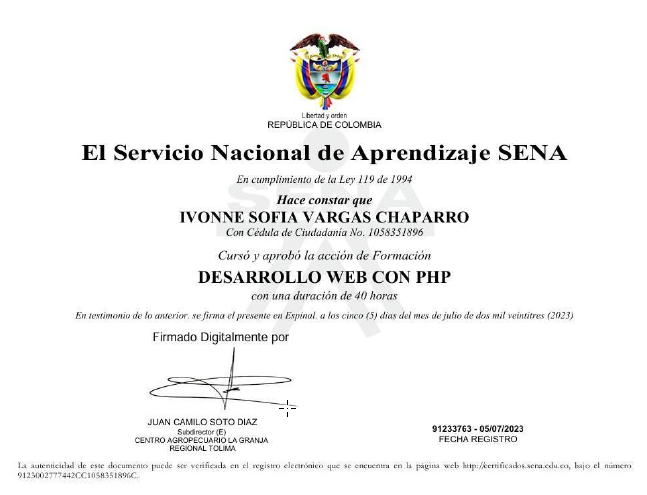 Libertad y orden
REPÚBLICA DE COLOMBIA
El Servicio Nacional de Aprendizaje SENA
En cumplimiento de la Ley 119 de 1994
SENA
Hace constar que
IVONNE SOFIA VARGAS CHAPARRO
Con Cédula de Ciudadanía No. 1058351896
Cursó y aprobó la acción de Formación
DESARROLLO WEB CON PHP
con una duración de 40 horas
En testimonio de lo anterior, se firma el presente en Espinal, a los cinco (5) días del mes de julio de dos mil veintitres (2023)
Firmado Digitalmente por
JUAN CAMILO SOTO DIAZ
Subdirector (E)
CENTRO AGROPECUARIO LA GRANJA
REGIONAL TOLIMA
91233763 - 05/07/2023
FECHA REGISTRO
La autenticidad de este documento puede ser verificada en el registro electrónico que se encuentra en la página web http://certificados.sena.edu.co, bajo el número
9123002777442CC1058351896C.